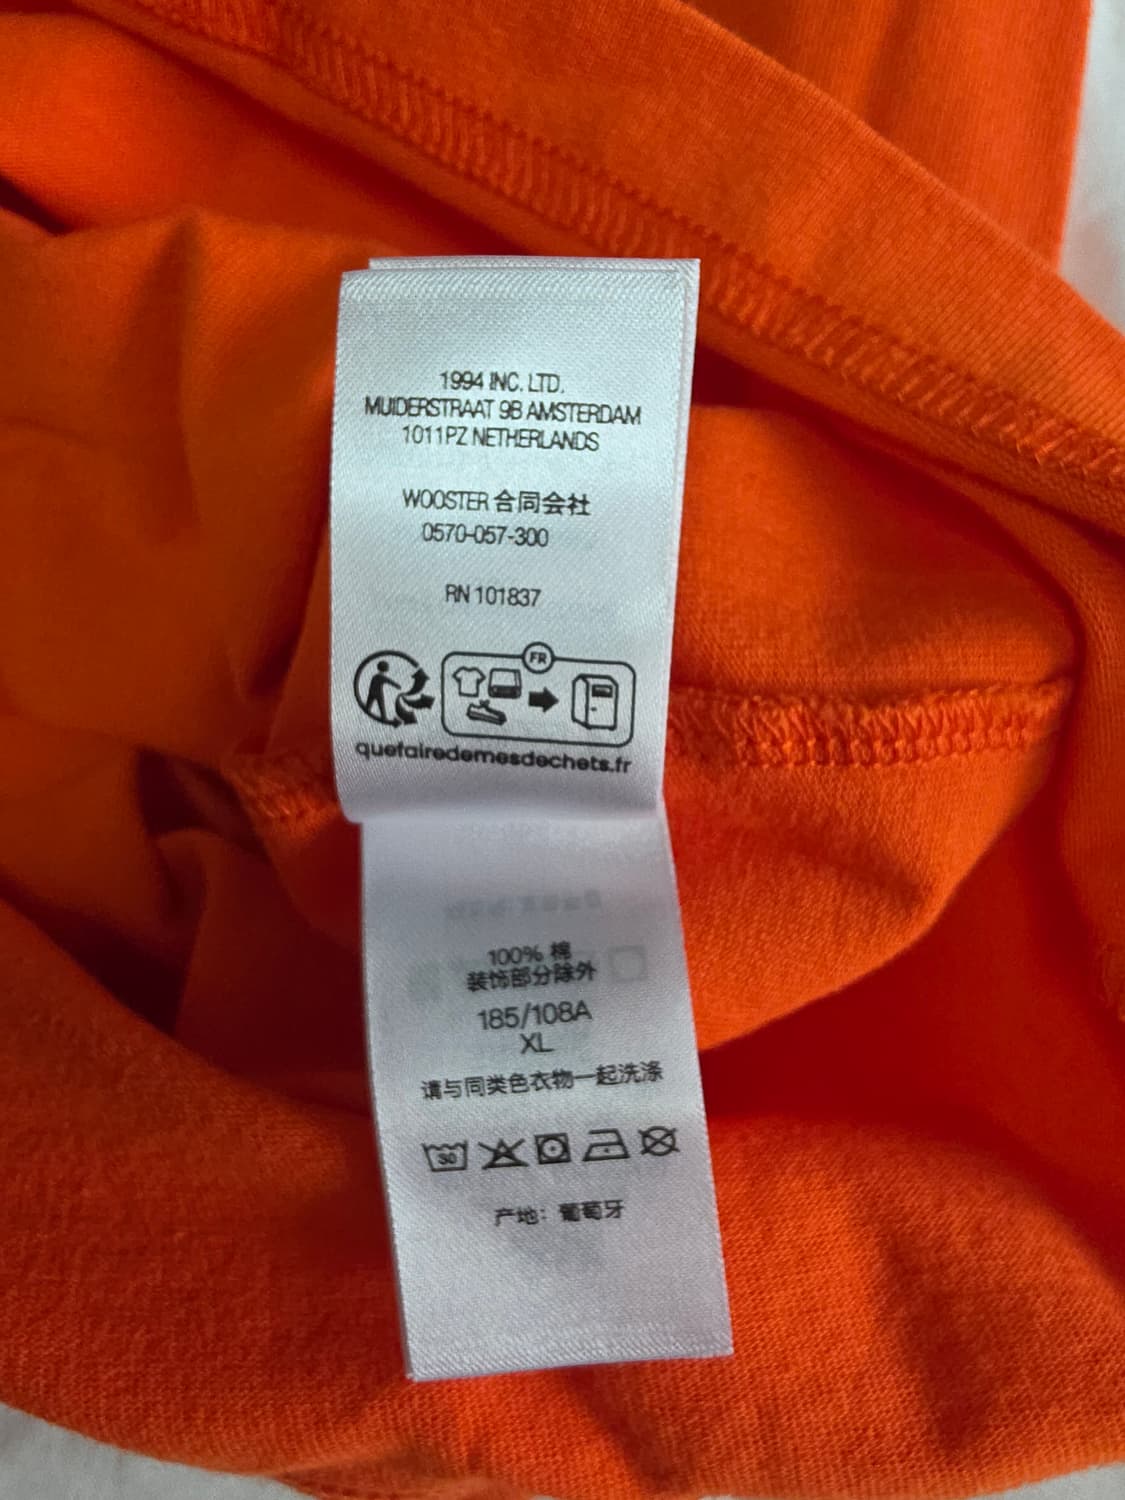 1994 INC. LTD.
MUIDERSTRAAT 9B AMSTERDAM
1011PZ NETHERLANDS
WOOSTER 合同会社
0570-057-300
RN 101837
FR
quefairedemesdechets.fr
100% 棉
装饰部分除外
185/108A
XL
请与同类色衣物一起洗涤
30
产地：葡萄牙